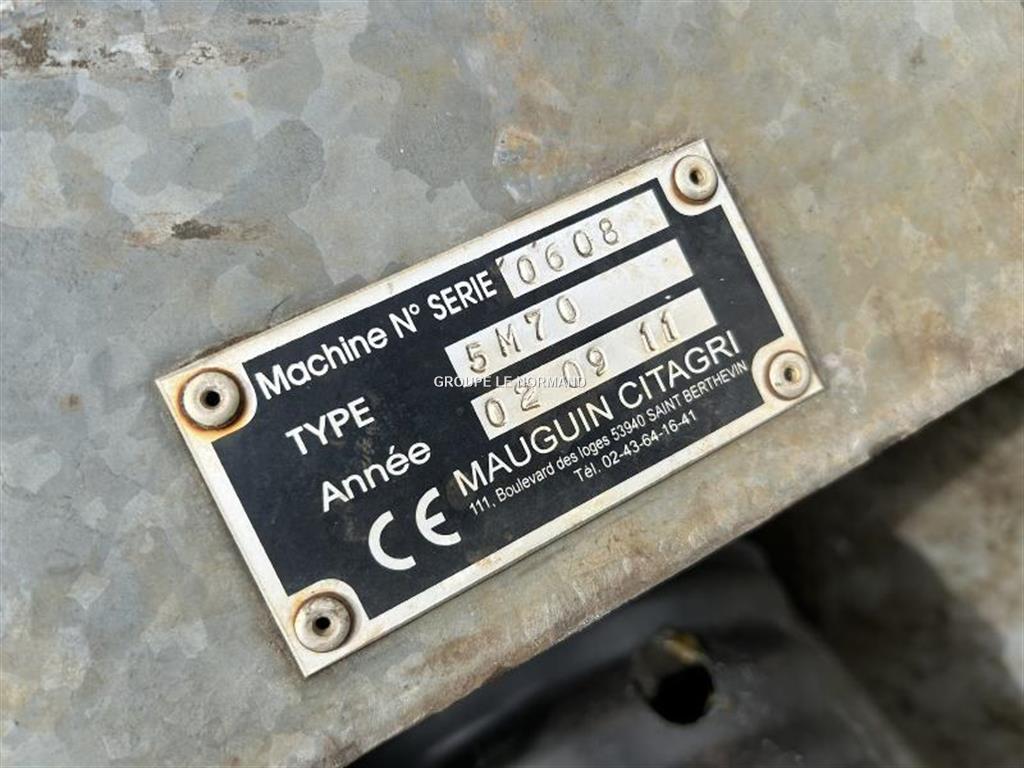 Machine N° SERIE 0608
TYPE 5M70
Année 02 09 11
CE MAUGUIN CITAGRI
111, Boulevard des loges 53940 SAINT BERTHEVIN
Tél. 02-43-64-16-41
GROUPE LE NORMAND